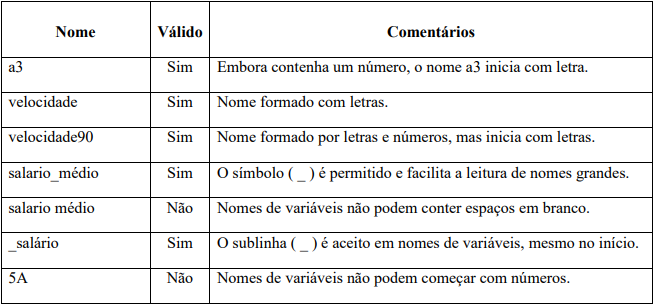 Nome Válido Comentários
a3 Sim Embora contenha um número, o nome a3 inicia com letra.
velocidade Sim Nome formado com letras.
velocidade90 Sim Nome formado por letras e números, mas inicia com letras.
salario_médio Sim O símbolo ( _ ) é permitido e facilita a leitura de nomes grandes.
salario médio Não Nomes de variáveis não podem conter espaços em branco.
_salário Sim O sublinha ( _ ) é aceito em nomes de variáveis, mesmo no início.
5A Não Nomes de variáveis não podem começar com números.